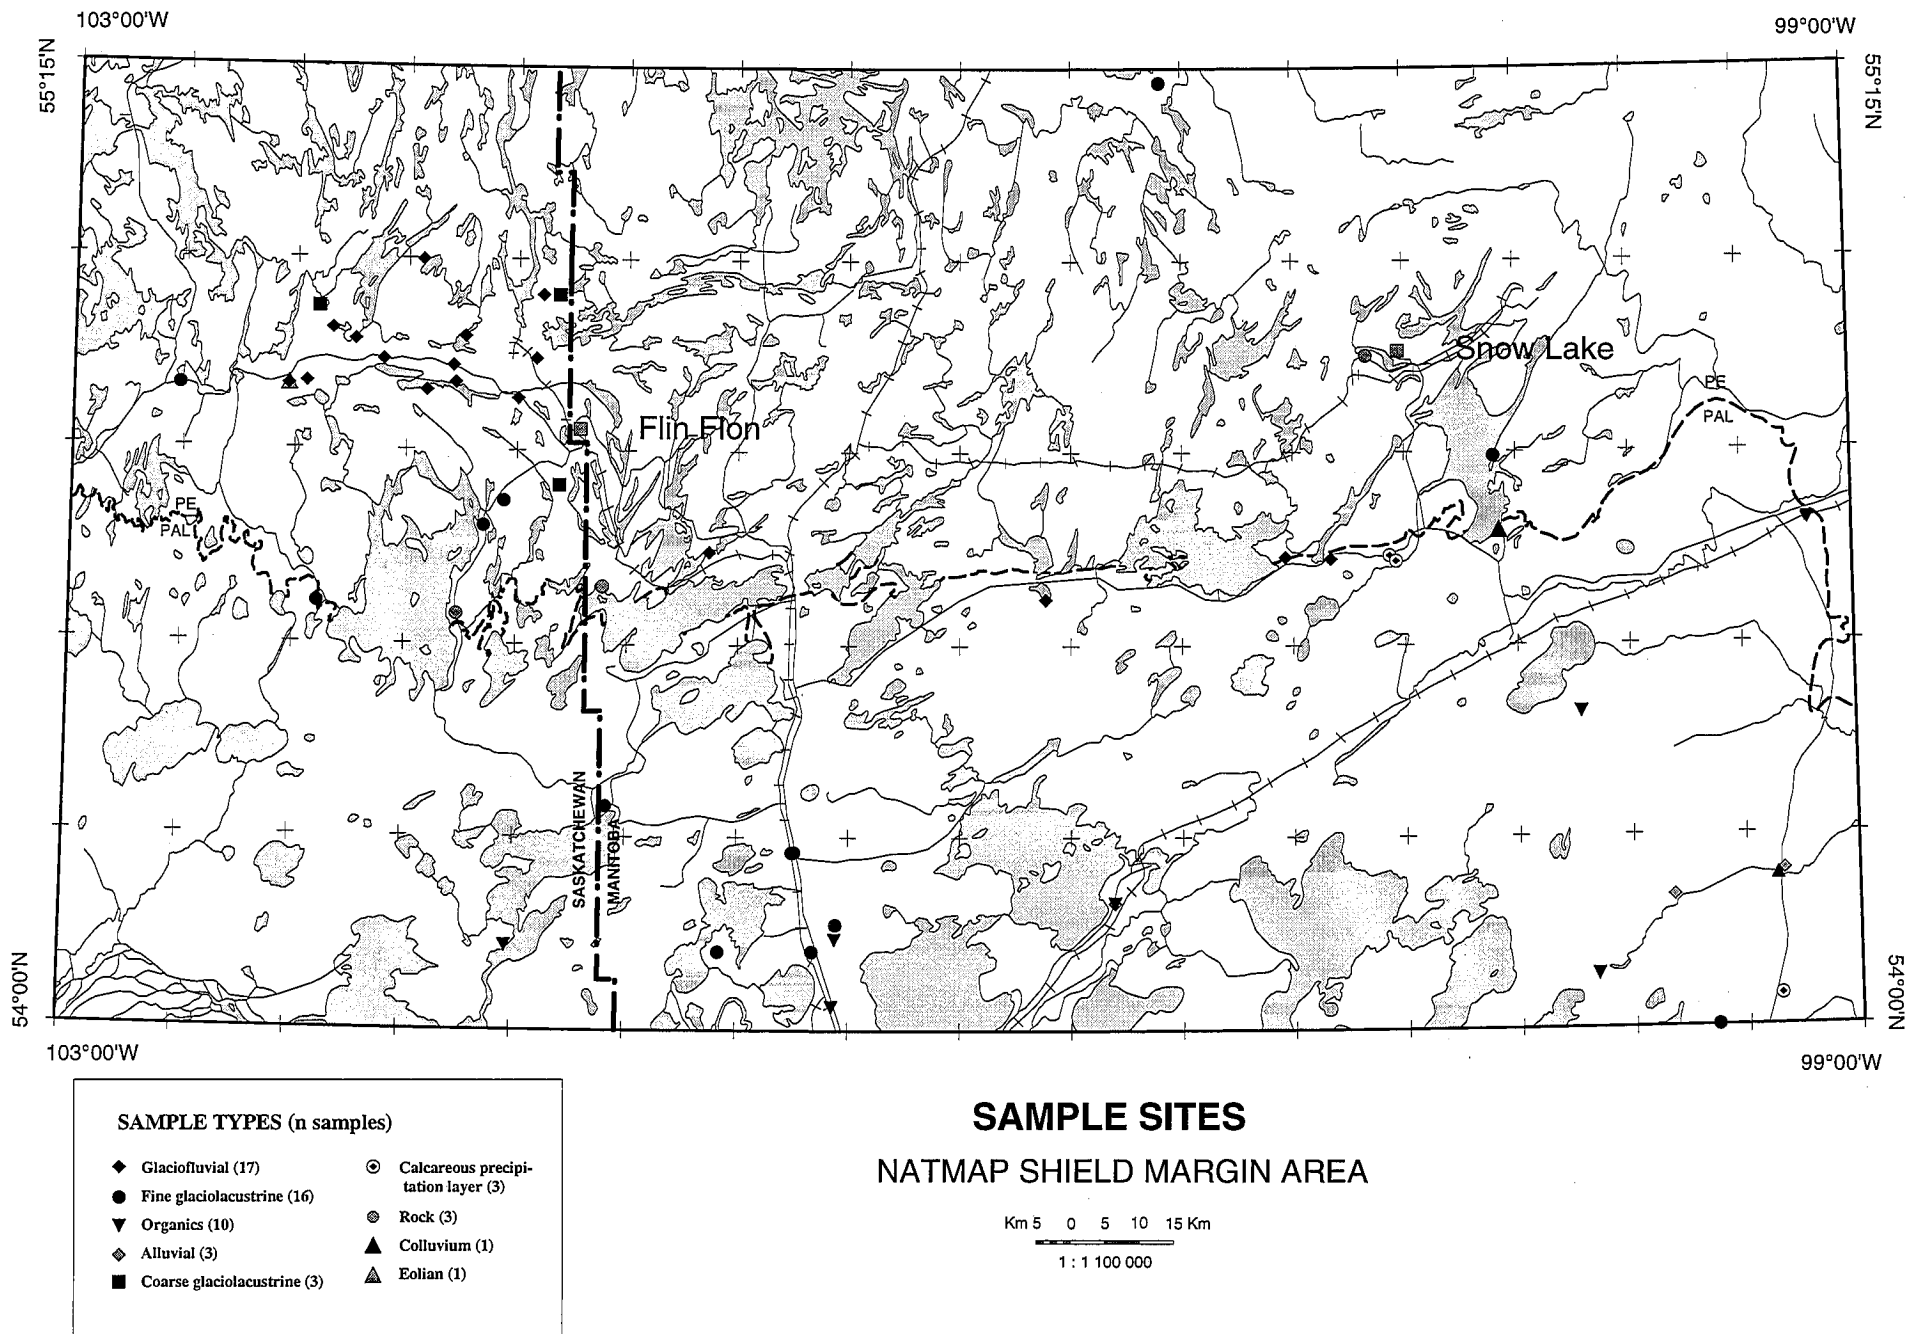 103°00'W
99°00'W
55°15'N
55°15'N
Snow Lake
PE
PAL
Flin Flon
PE
PAL
SASKATCHEWAN
MANITOBA
54°00'N
54°00'N
103°00'W
99°00'W
SAMPLE TYPES (n samples)
Glaciofluvial (17)
Fine glaciolacustrine (16)
Organics (10)
Alluvial (3)
Coarse glaciolacustrine (3)
Calcareous precipi-
tation layer (3)
Rock (3)
Colluvium (1)
Eolian (1)
SAMPLE SITES
NATMAP SHIELD MARGIN AREA
Km 5 0 5 10 15 Km
1 : 1 100 000